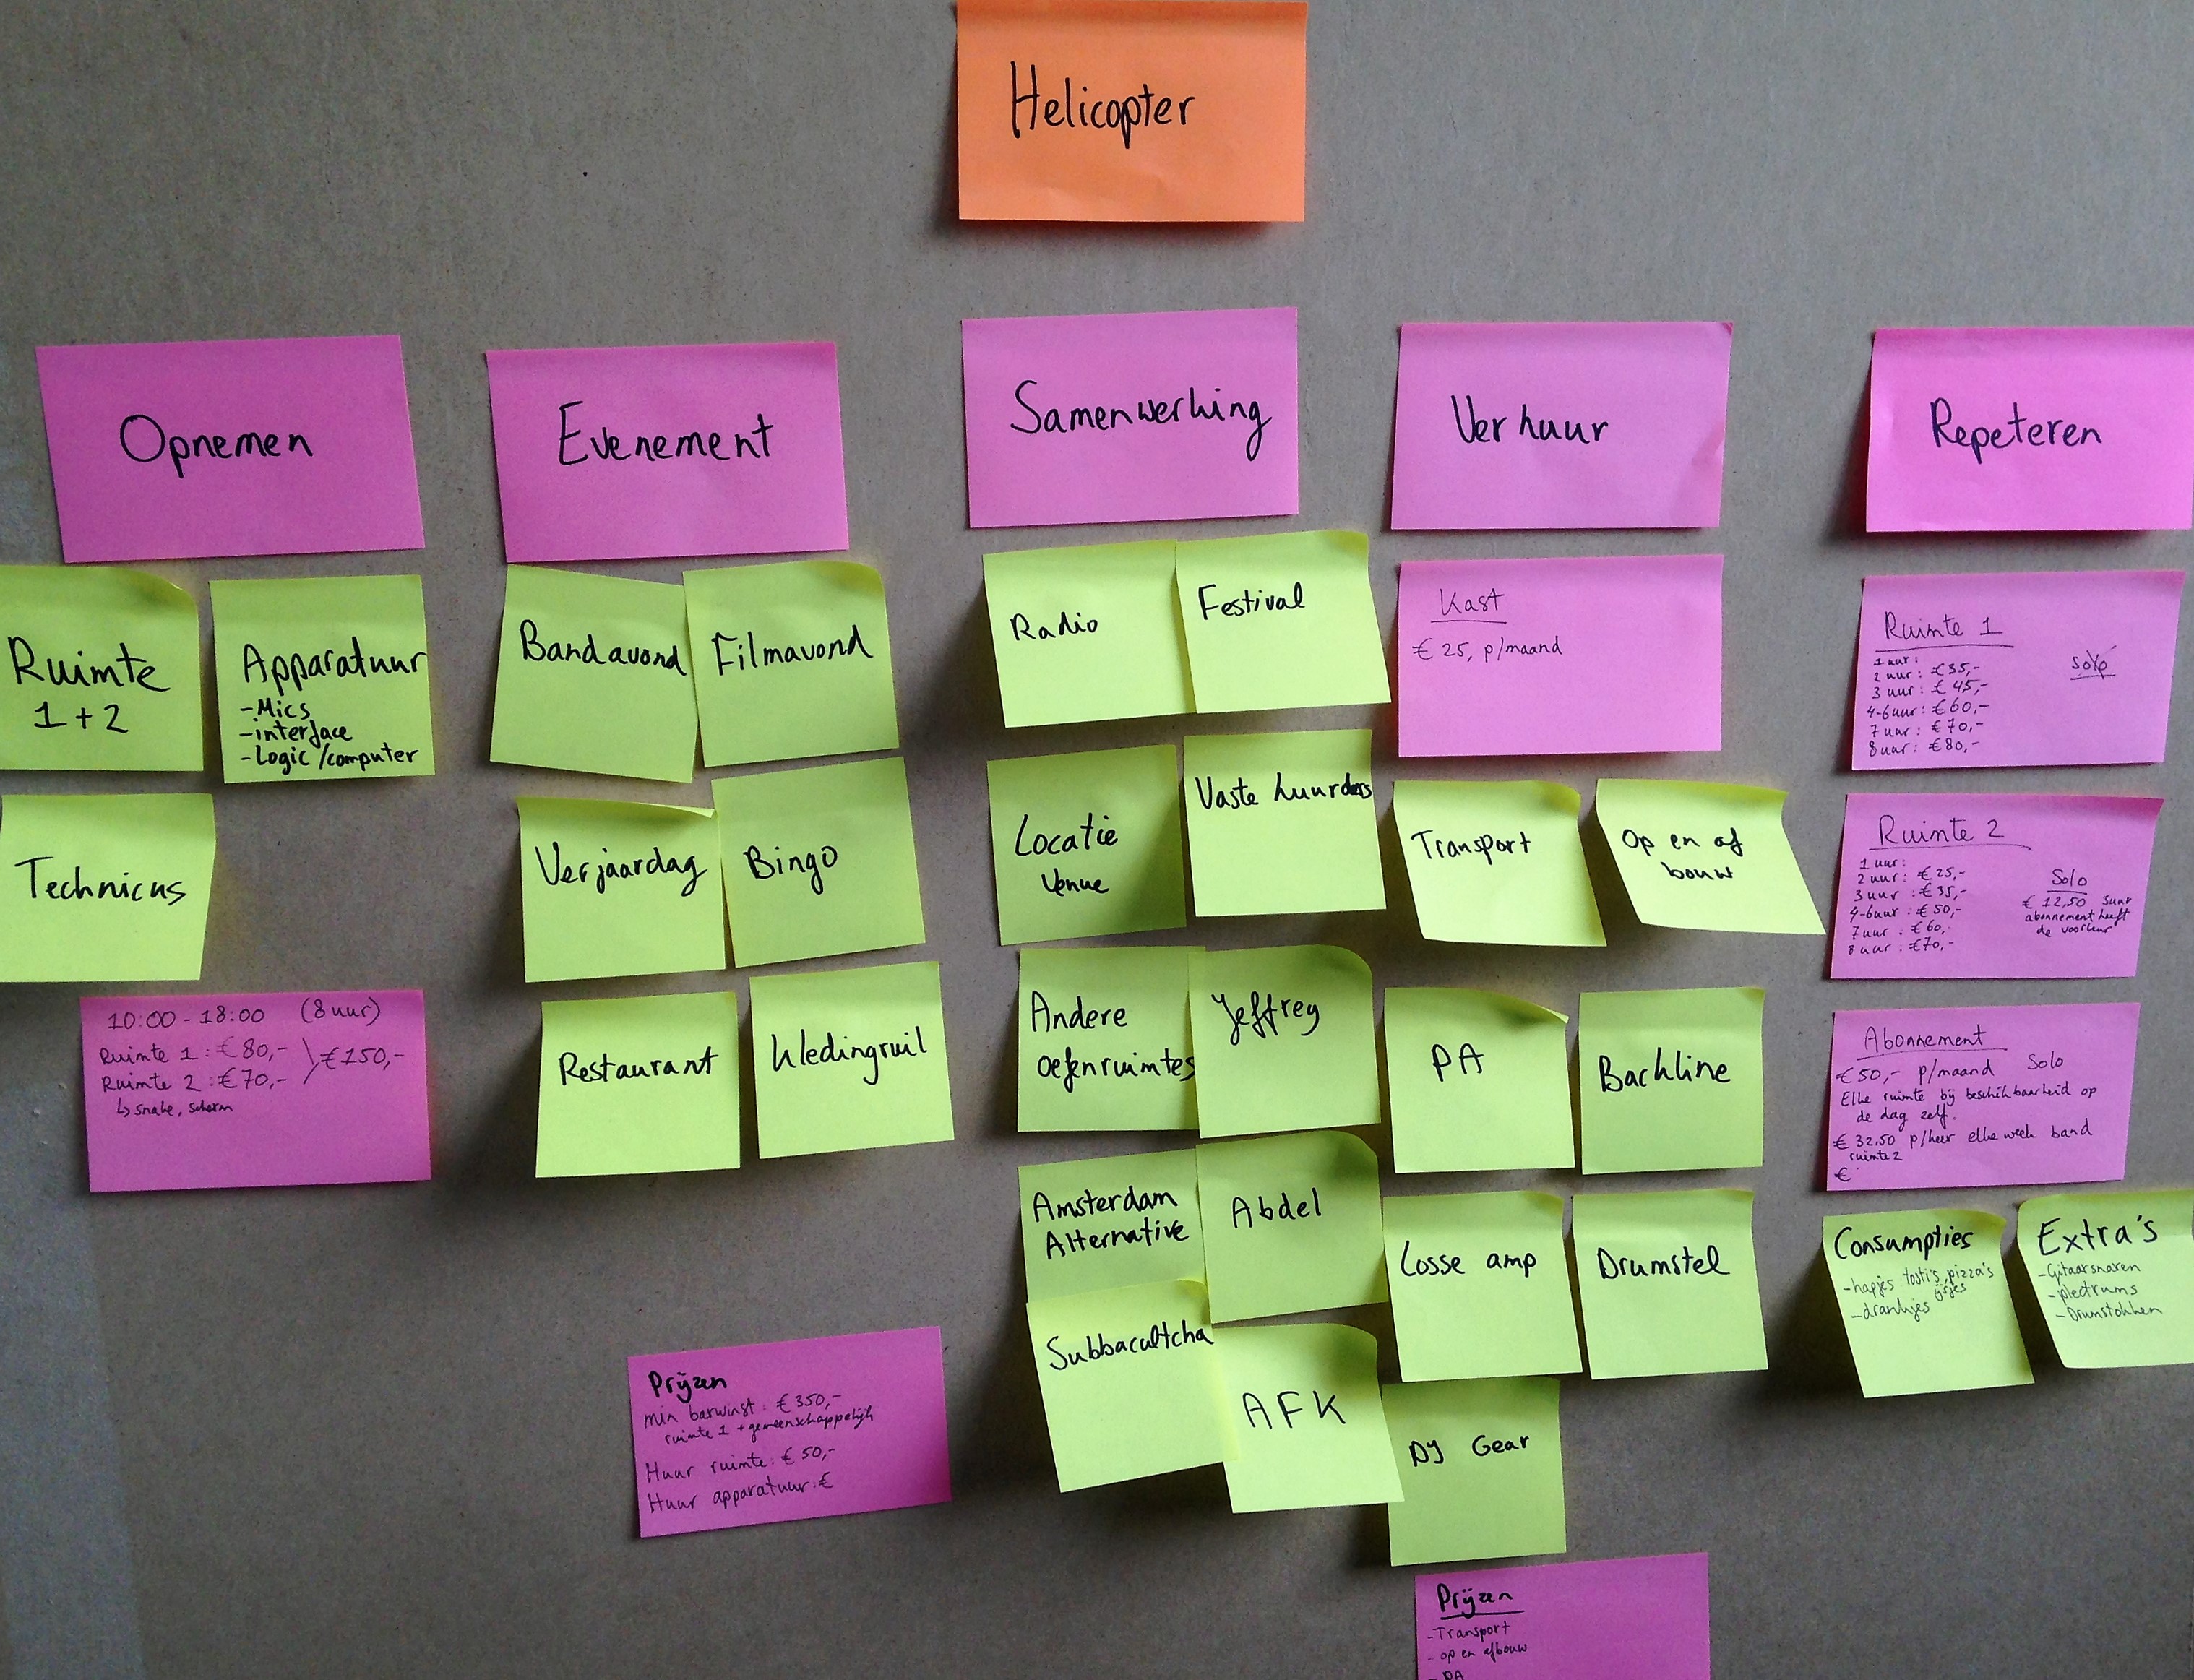 Helicopter
Opnemen
Ruimte
1+2
Apparatuur
-Mics
-interface
-Logic/computer
Technicus
10:00-18:00 (8 uur)
Ruimte 1: €80,-
Ruimte 2: €70,-
€150,-
↳ snake, scherm
Evenement
Bandavond
Filmavond
Verjaardag
Bingo
Restaurant
Kledingruil
Prijzen
min barwinst: €350,-
ruimte 1 + gemeenschappelijk
Huur ruimte: €50,-
Huur apparatuur: €
Samenwerking
Radio
Festival
Locatie
Venue
Vaste huurders
Andere
oefenruimtes
Jeffrey
Amsterdam
Alternative
Abdel
Subbacultcha
AFK
Verhuur
Kast
€ 25, p/maand
Transport
Op en af
bouw
PA
Backline
Losse amp
Drumstel
DJ Gear
Prijzen
-Transport
-op en afbouw
-PA
Repeteren
Ruimte 1
1 uur:
2 uur: €35,-
3 uur: €45,-
4-6uur: €60,-
7 uur: €70,-
8 uur: €80,-
solo
Ruimte 2
1 uur:
2 uur: €25,-
3 uur: €35,-
4-6uur: €50,-
7 uur: €60,-
8 uur: €70,-
Solo
€ 12,50 3uur
abonnement heeft
de voorkeur
Abonnement
€50,- p/maand Solo
Elke ruimte bij beschikbaarheid op
de dag zelf.
€ 32,50 p/keer elke week band
ruimte 2
€
Consumpties
-hapjes tosti's, pizza's
ijsjes
-drankjes
Extra's
-Gitaarsnaren
-plectrums
-Drumstokken